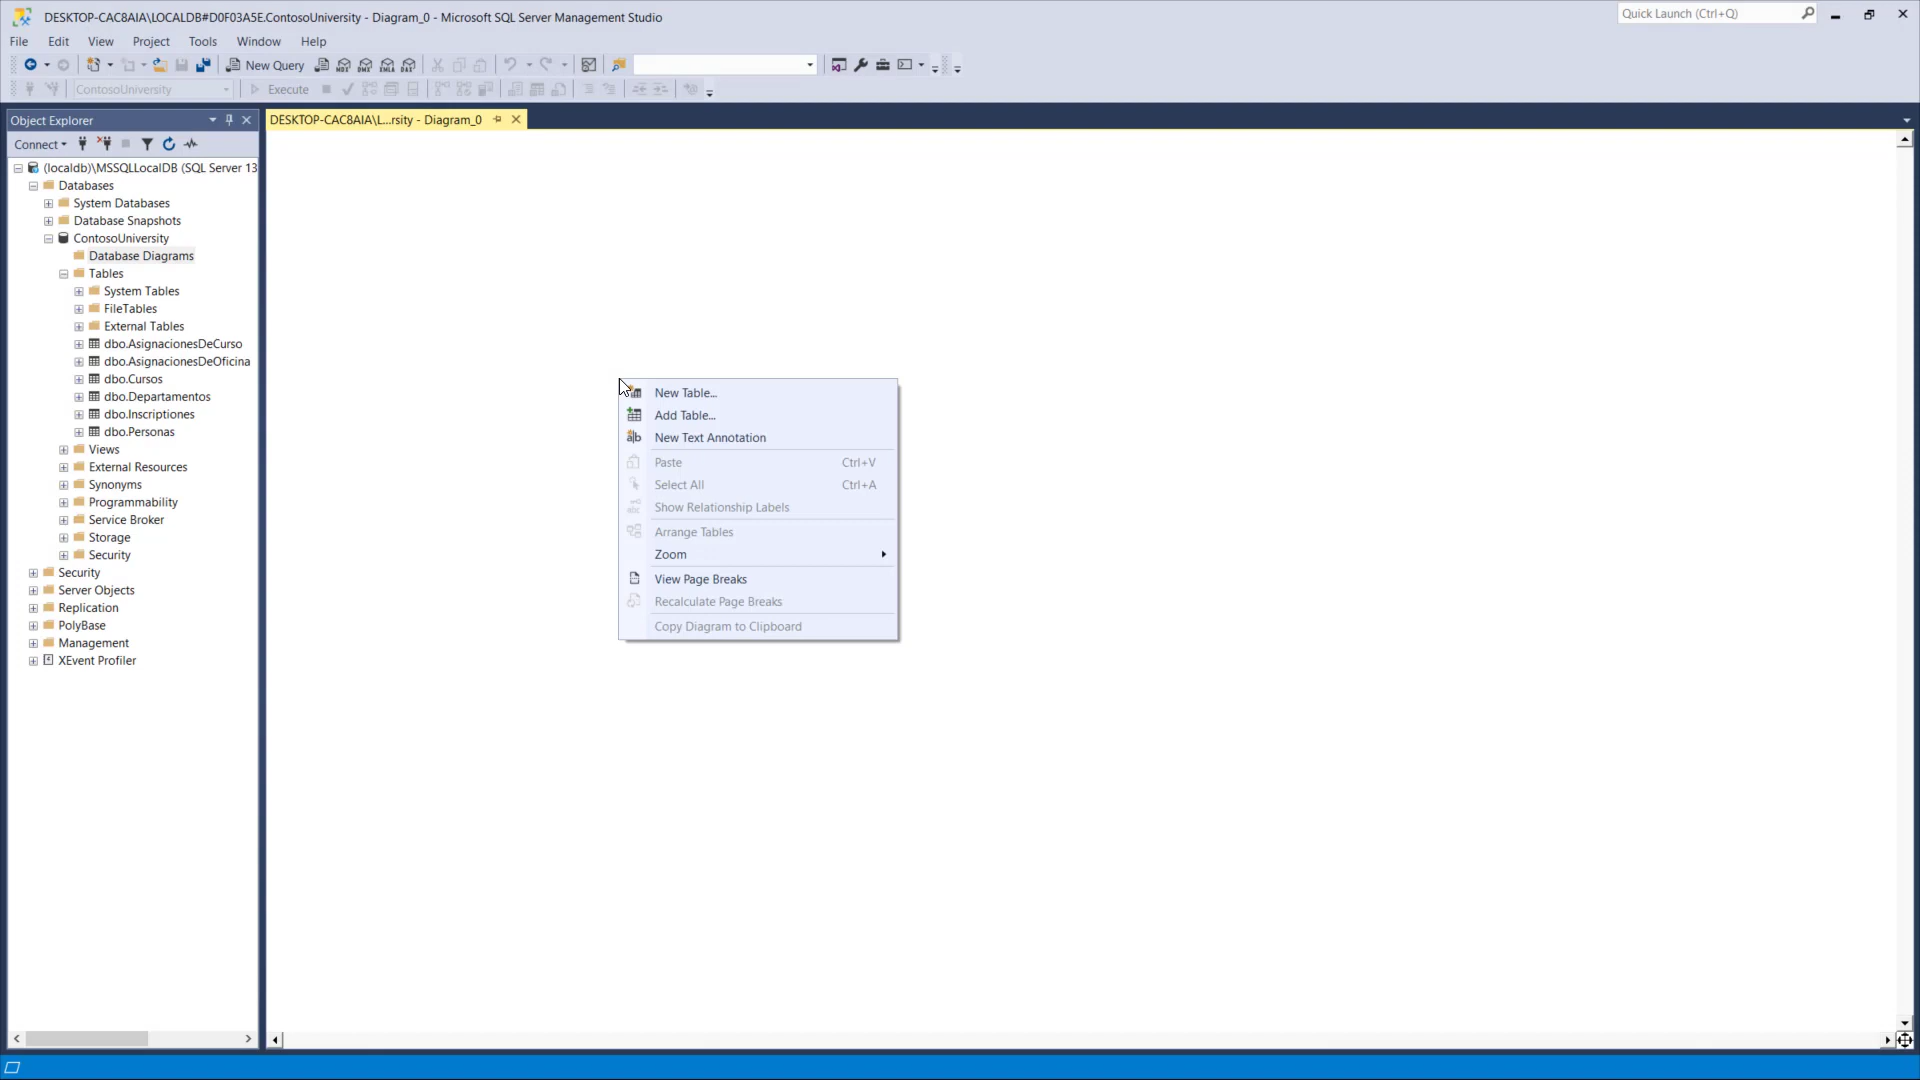 DESKTOP-CAC8AIA\LOCALDB#D0F03A5E.ContosoUniversity - Diagram_0 - Microsoft SQL Server Management Studio
Quick Launch (Ctrl+Q)
File Edit View Project Tools Window Help
New Query MDX DMX XMLA DAX
ContosoUniversity Execute
Object Explorer
DESKTOP-CAC8AIA\L...rsity - Diagram_0
Connect
(localdb)\MSSQLLocalDB (SQL Server 13
Databases
System Databases
Database Snapshots
ContosoUniversity
Database Diagrams
Tables
System Tables
FileTables
External Tables
dbo.AsignacionesDeCurso
dbo.AsignacionesDeOficina
dbo.Cursos
dbo.Departamentos
dbo.Inscriptiones
dbo.Personas
Views
External Resources
Synonyms
Programmability
Service Broker
Storage
Security
Security
Server Objects
Replication
PolyBase
Management
XEvent Profiler
New Table...
Add Table...
New Text Annotation
Paste Ctrl+V
Select All Ctrl+A
Show Relationship Labels
Arrange Tables
Zoom
View Page Breaks
Recalculate Page Breaks
Copy Diagram to Clipboard